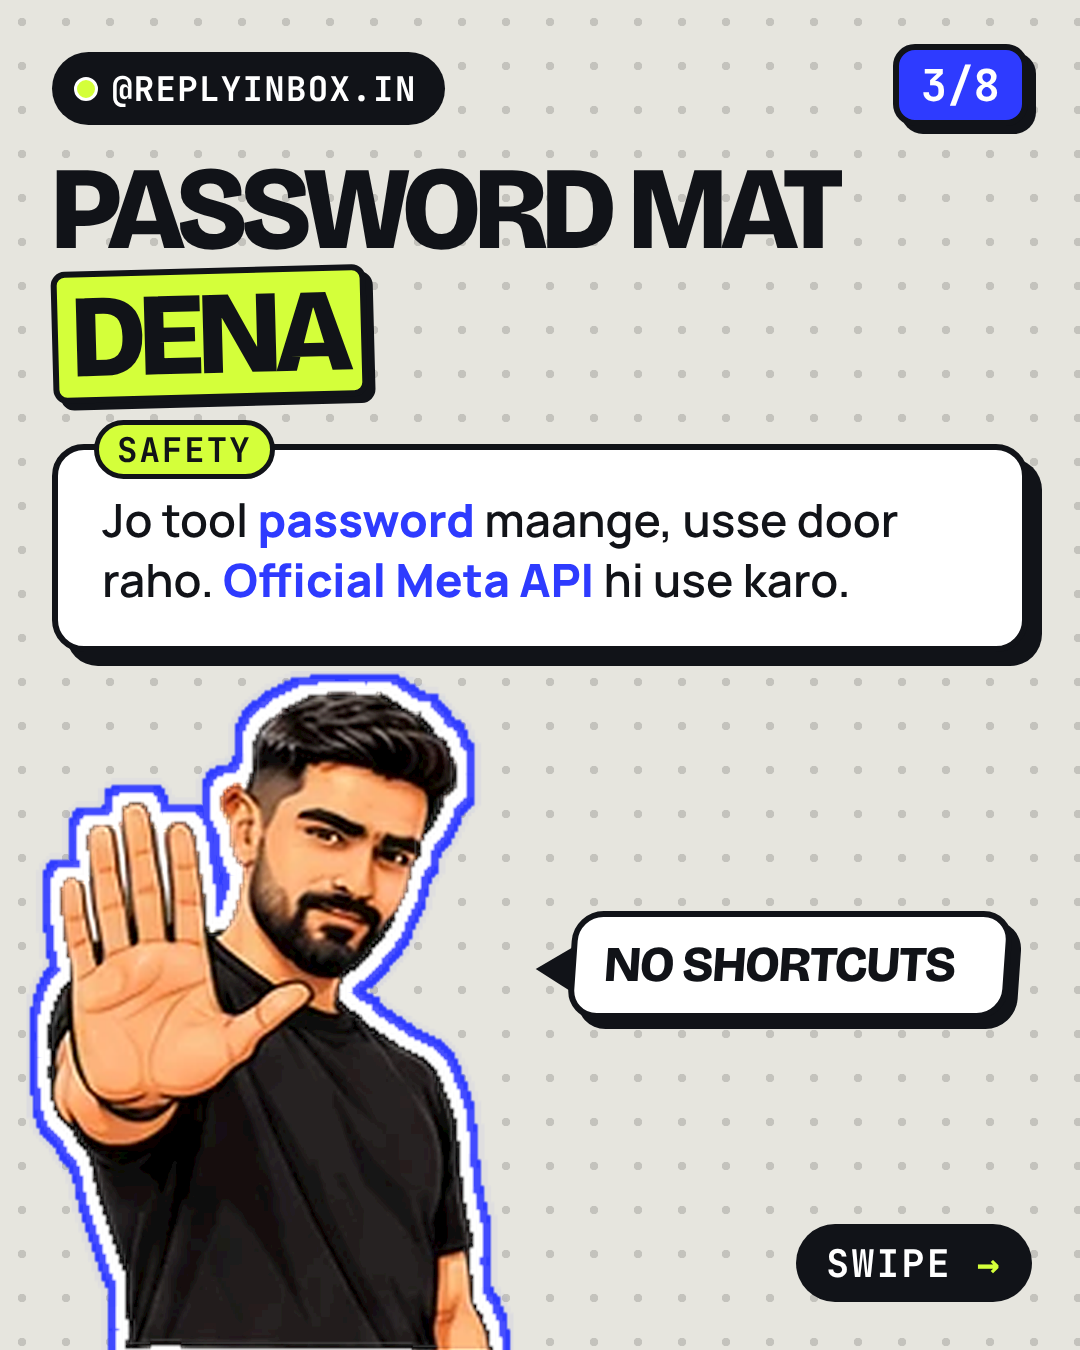 @REPLYINBOX.IN
3/8
PASSWORD MAT
DENA
SAFETY
Jo tool password maange, usse door
raho. Official Meta API hi use karo.
NO SHORTCUTS
SWIPE →